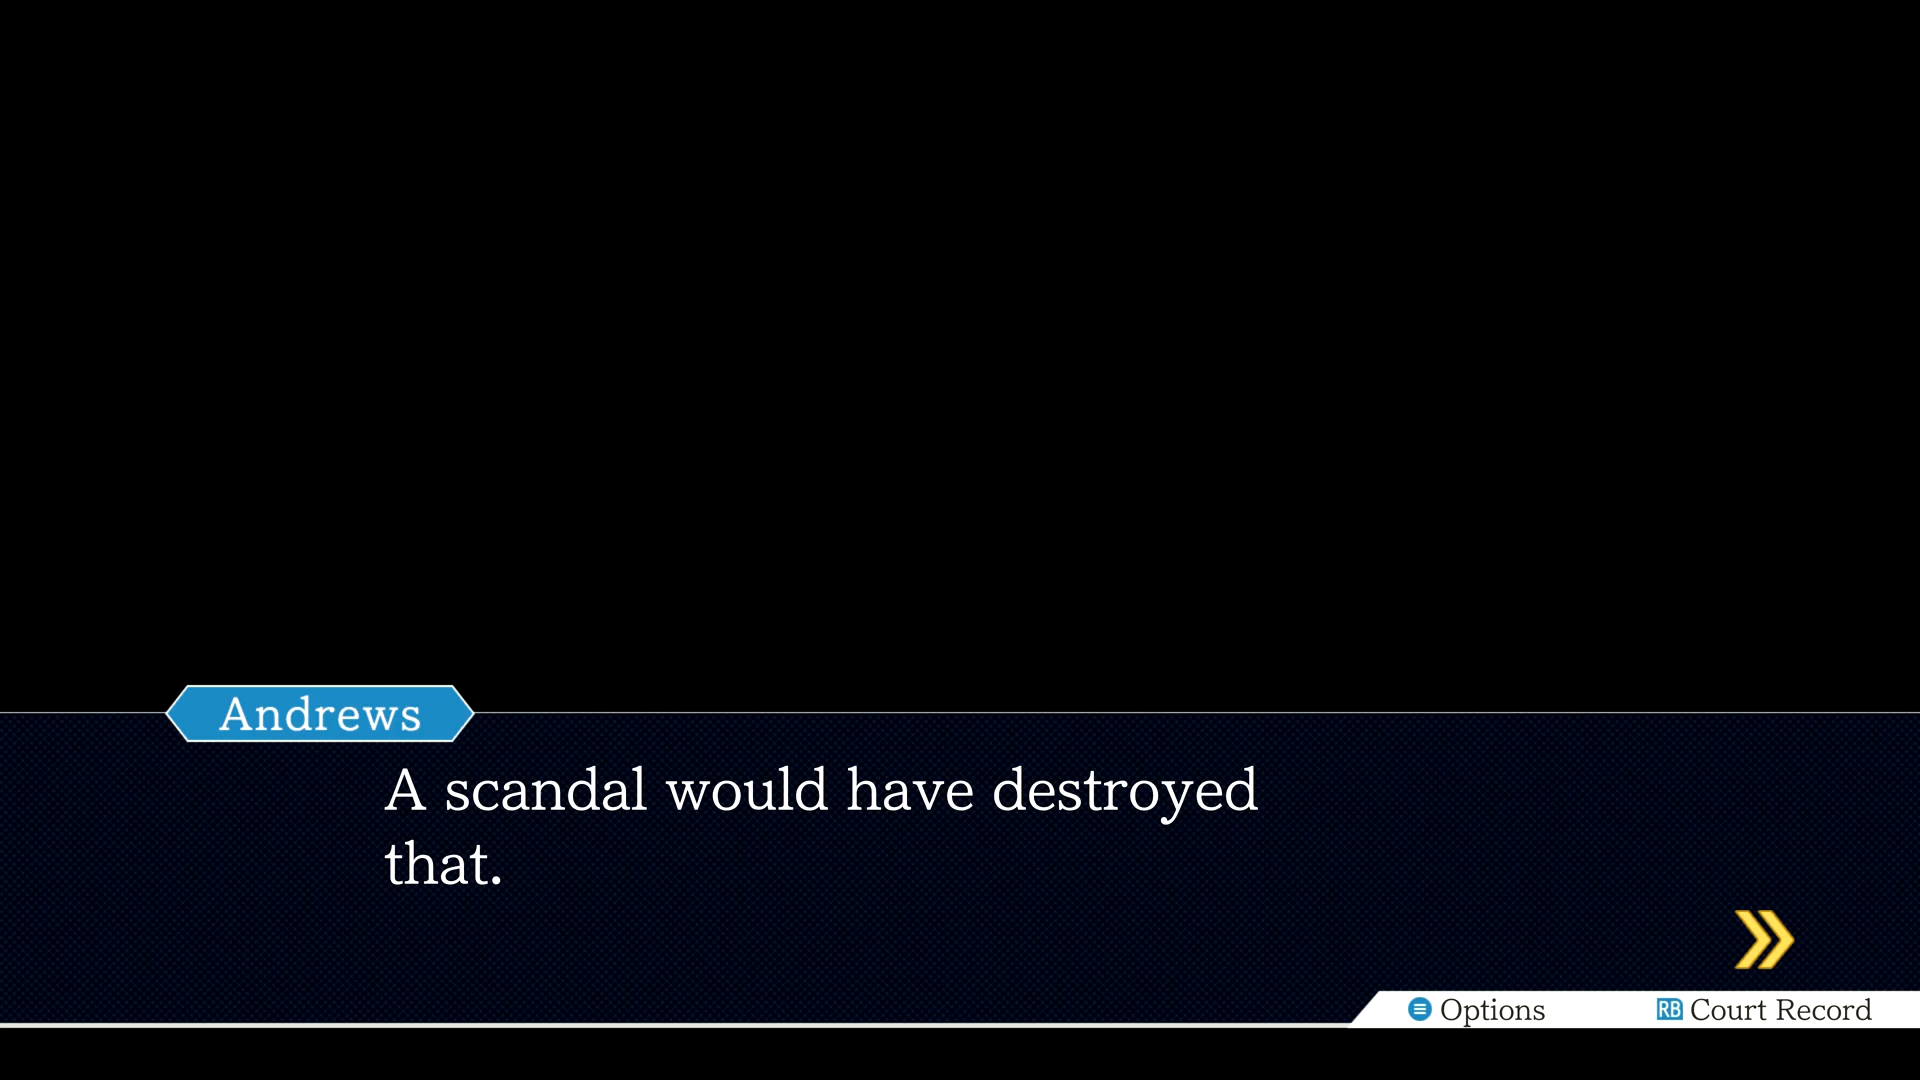 Andrews
A scandal would have destroyed
that.
Options
RB Court Record